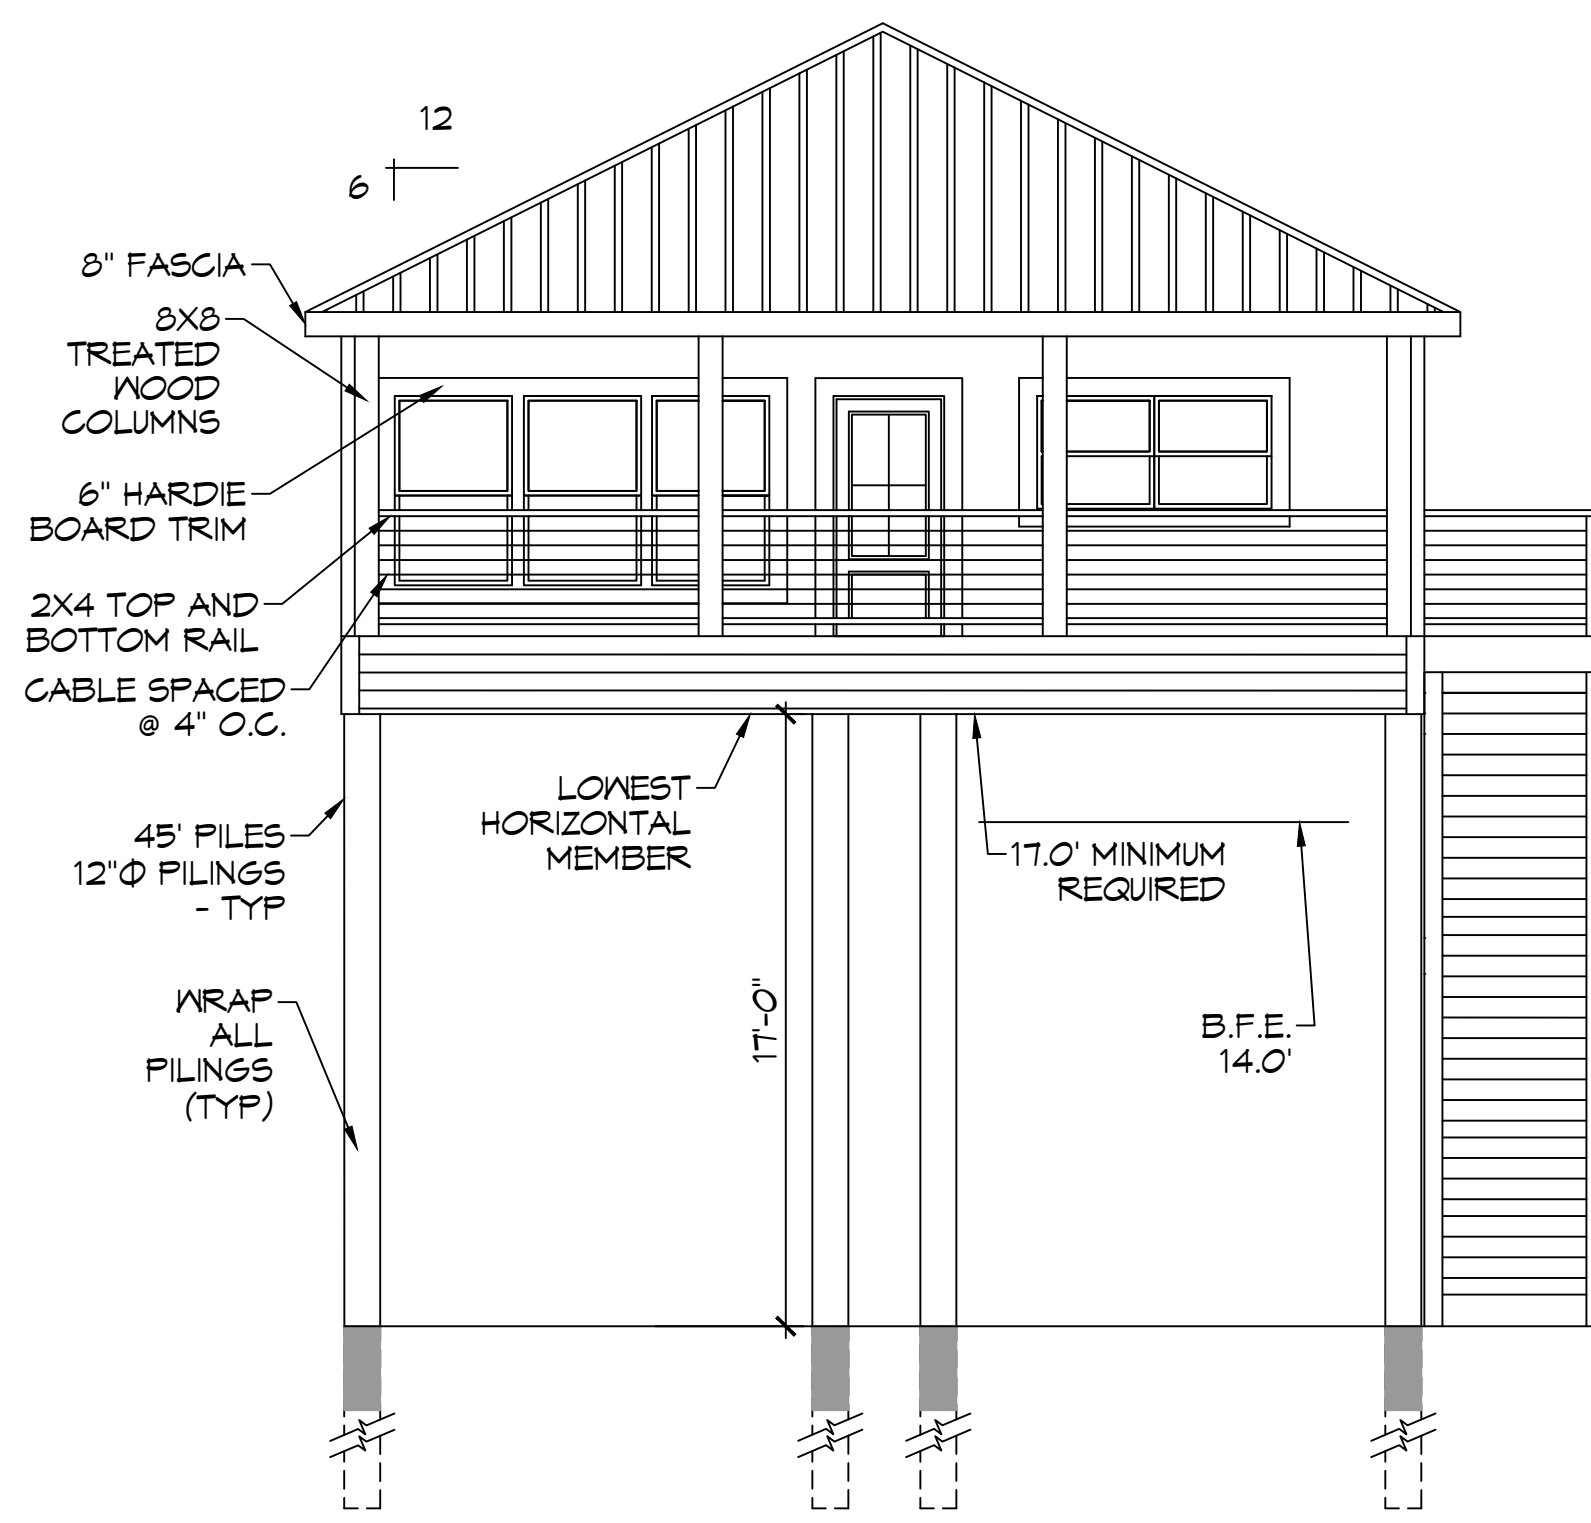 12
6
8" FASCIA
8X8
TREATED
WOOD
COLUMNS
6" HARDIE
BOARD TRIM
2X4 TOP AND
BOTTOM RAIL
CABLE SPACED
@ 4" O.C.
LOWEST
HORIZONTAL
MEMBER
45' PILES
12"Φ PILINGS
- TYP
17.0' MINIMUM
REQUIRED
WRAP
ALL
PILINGS
(TYP)
17'-0"
B.F.E.
14.0'